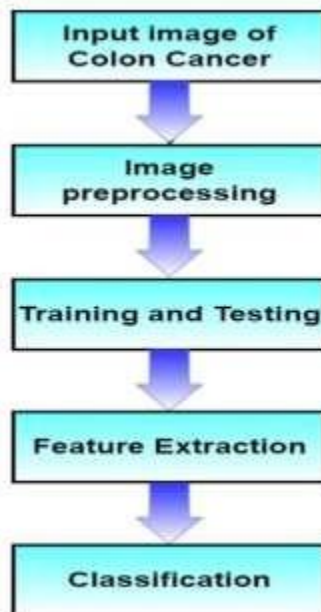 Input image of
Colon Cancer
Image
preprocessing
Training and Testing
Feature Extraction
Classification